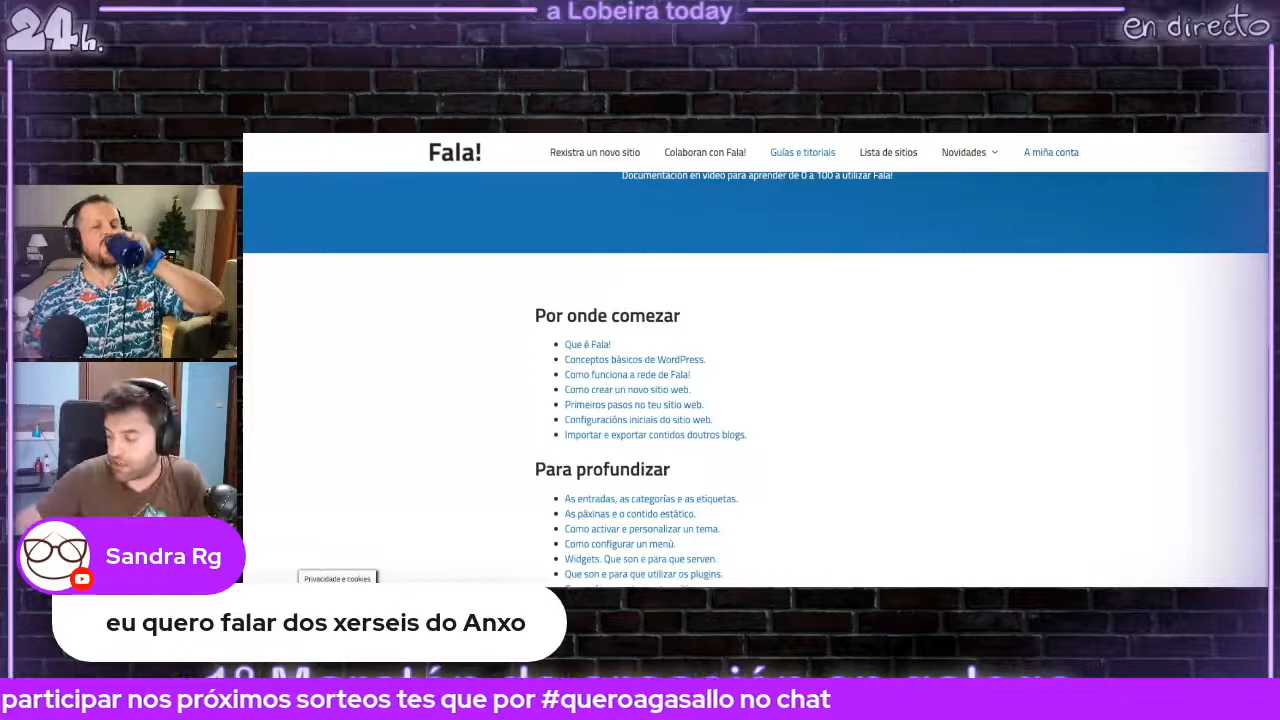 24h.
a Lobeira today
en directo
Fala!
Rexistra un novo sitio
Colaboran con Fala!
Guías e titoriais
Lista de sitios
Novidades
A miña conta
Documentación en vídeo para aprender de 0 a 100 a utilizar Fala!
Por onde comezar
Que é Fala!
Conceptos básicos de WordPress.
Como funciona a rede de Fala!
Como crear un novo sitio web.
Primeiros pasos no teu sitio web.
Configuracións iniciais do sitio web.
Importar e exportar contidos doutros blogs.
Para profundizar
As entradas, as categorías e as etiquetas.
As páxinas e o contido estático.
Como activar e personalizar un tema.
Como configurar un menú.
Widgets. Que son e para que serven.
Que son e para que utilizar os plugins.
Privacidade e cookies
Sandra Rg
eu quero falar dos xerseis do Anxo
participar nos próximos sorteos tes que por #queroagasallo no chat